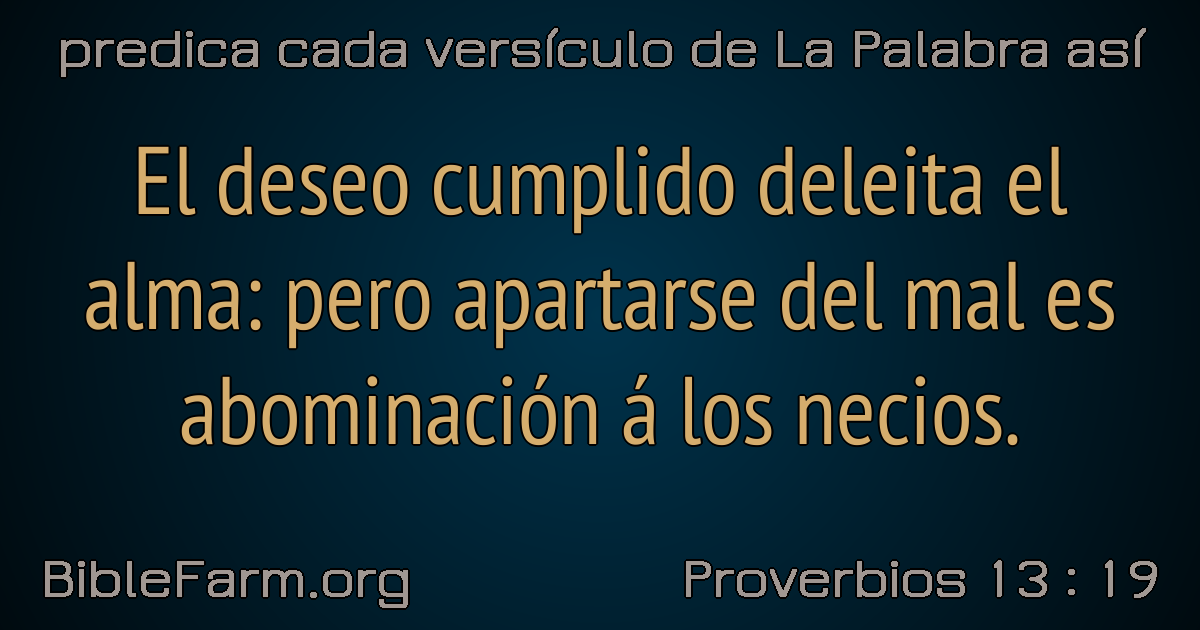 predica cada versículo de La Palabra así
El deseo cumplido deleita el
alma: pero apartarse del mal es
abominación á los necios.
BibleFarm.org
Proverbios 13 : 19